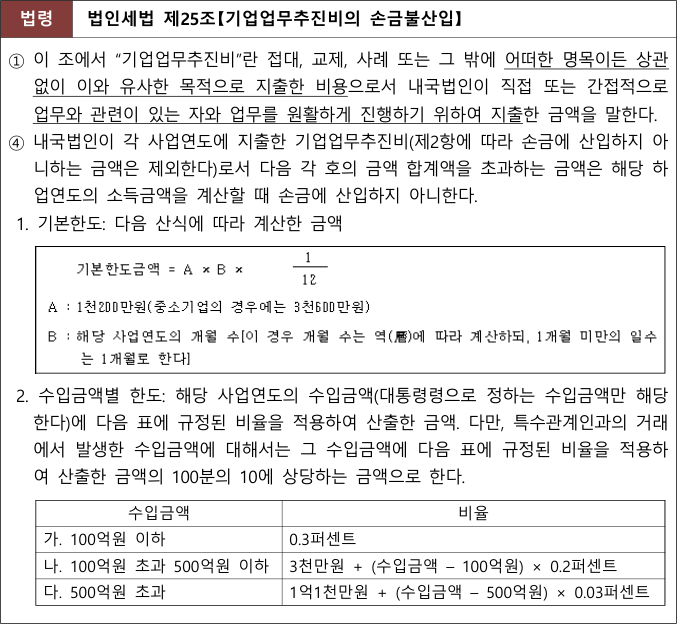 법령 법인세법 제25조【기업업무추진비의 손금불산입】
① 이 조에서 “기업업무추진비”란 접대, 교제, 사례 또는 그 밖에 어떠한 명목이든 상관
없이 이와 유사한 목적으로 지출한 비용으로서 내국법인이 직접 또는 간접적으로
업무와 관련이 있는 자와 업무를 원활하게 진행하기 위하여 지출한 금액을 말한다.
④ 내국법인이 각 사업연도에 지출한 기업업무추진비(제2항에 따라 손금에 산입하지 아
니하는 금액은 제외한다)로서 다음 각 호의 금액 합계액을 초과하는 금액은 해당 하
업연도의 소득금액을 계산할 때 손금에 산입하지 아니한다.
1. 기본한도: 다음 산식에 따라 계산한 금액
기본한도금액 = A × B × 1
12
A : 1천200만원(중소기업의 경우에는 3천600만원)
B : 해당 사업연도의 개월 수[이 경우 개월 수는 역(曆)에 따라 계산하되, 1개월 미만의 일수
는 1개월로 한다]
2. 수입금액별 한도: 해당 사업연도의 수입금액(대통령령으로 정하는 수입금액만 해당
한다)에 다음 표에 규정된 비율을 적용하여 산출한 금액. 다만, 특수관계인과의 거래
에서 발생한 수입금액에 대해서는 그 수입금액에 다음 표에 규정된 비율을 적용하
여 산출한 금액의 100분의 10에 상당하는 금액으로 한다.
수입금액 비율
가. 100억원 이하 0.3퍼센트
나. 100억원 초과 500억원 이하 3천만원 + (수입금액 – 100억원) × 0.2퍼센트
다. 500억원 초과 1억1천만원 + (수입금액 – 500억원) × 0.03퍼센트